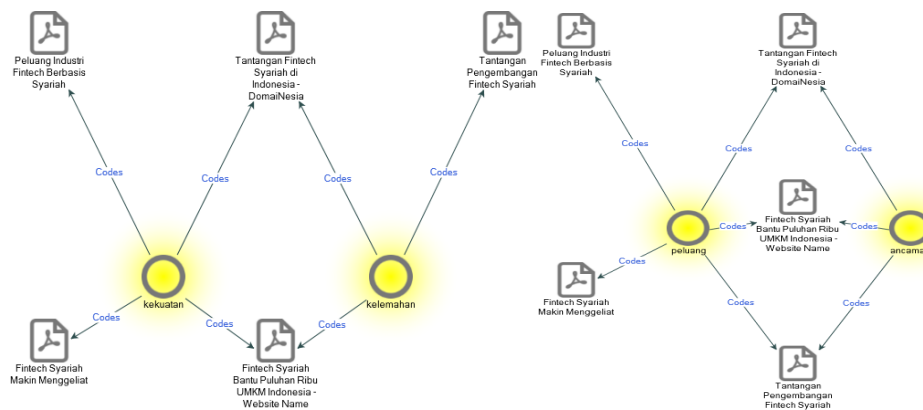 Peluang Industri
Fintech Berbasis
Syariah
Tantangan Fintech
Syariah di
Indonesia -
DomaiNesia
Tantangan
Pengembangan
Fintech Syariah
Codes
Codes
Codes
Codes
kekuatan
kelemahan
Codes
Codes
Codes
Fintech Syariah
Makin Menggeliat
Fintech Syariah
Bantu Puluhan Ribu
UMKM Indonesia -
Website Name
Peluang Industri
Fintech Berbasis
Syariah
Tantangan Fintech
Syariah di
Indonesia -
DomaiNesia
Codes
Codes
Codes
Codes
Fintech Syariah
Bantu Puluhan Ribu
UMKM Indonesia -
Website Name
Codes
peluang
ancama
Codes
Fintech Syariah
Makin Menggeliat
Codes
Codes
Tantangan
Pengembangan
Fintech Syariah